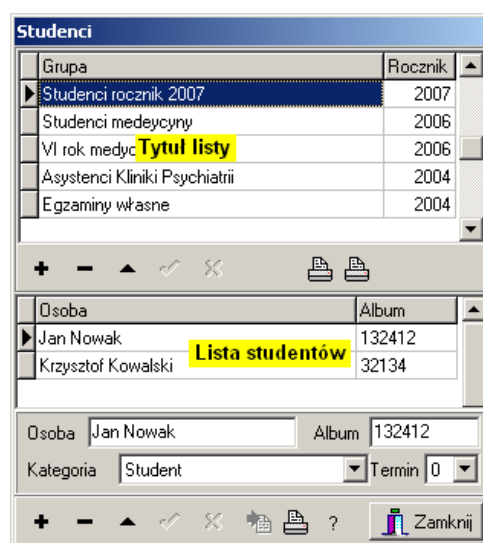 Studenci
Grupa Rocznik
Studenci rocznik 2007 2007
Studenci medeycyny 2006
VI rok medyc Tytuł listy 2006
Asystenci Kliniki Psychiatrii 2004
Egzaminy własne 2004
Osoba Album
Jan Nowak 132412
Krzysztof Kowalski Lista studentów 32134
Osoba Jan Nowak Album 132412
Kategoria Student Termin 0
? Zamknij